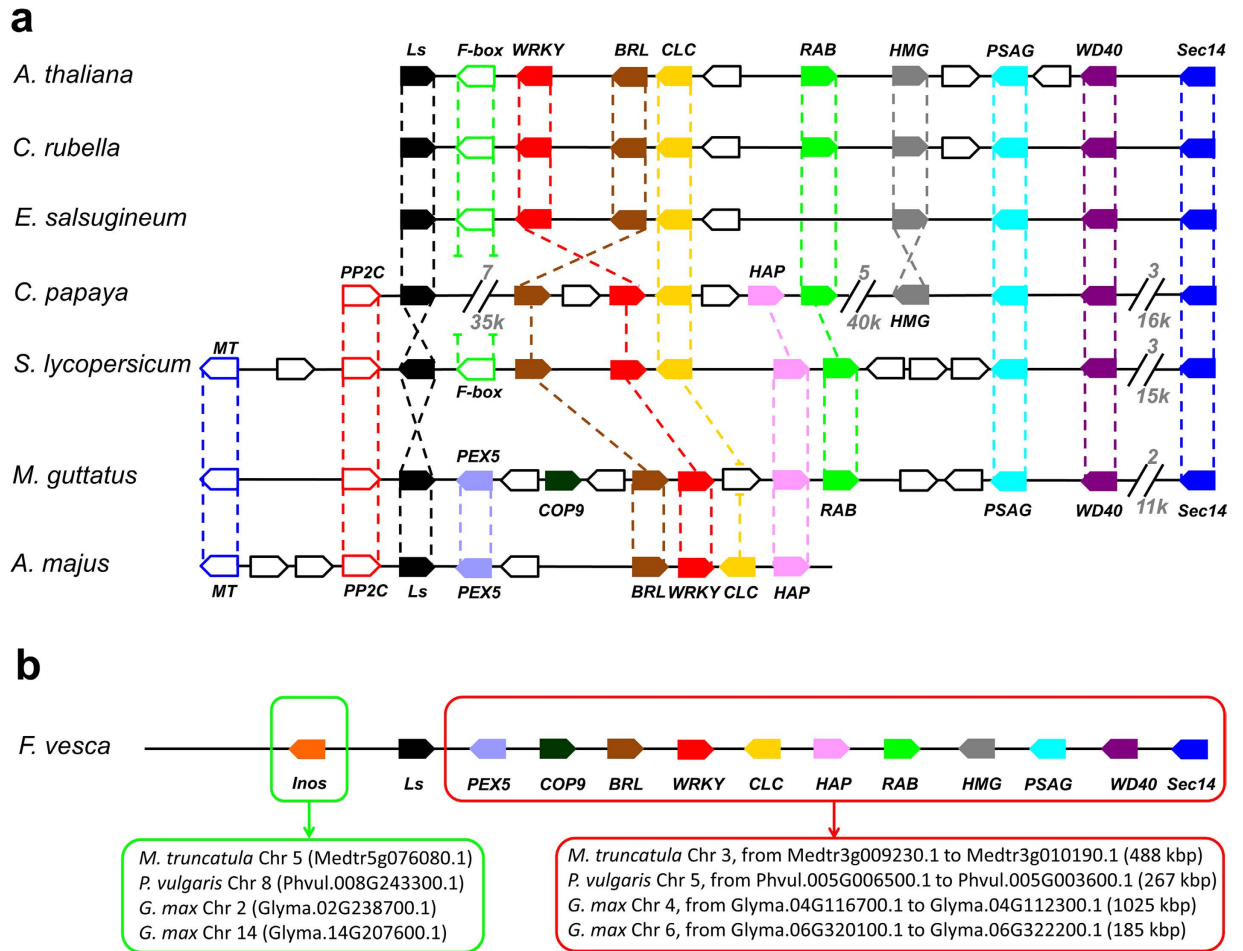 a
Ls F-box WRKY BRL CLC RAB HMG PSAG WD40 Sec14
A. thaliana
C. rubella
E. salsugineum
PP2C 7 HAP 5 3
C. papaya
35k 40k HMG 16k
MT 3
S. lycopersicum
F-box 15k
PEX5 2
M. guttatus
COP9 RAB PSAG WD40 11k Sec14
A. majus
MT PP2C Ls PEX5 BRL WRKY CLC HAP
b
F. vesca
Inos Ls PEX5 COP9 BRL WRKY CLC HAP RAB HMG PSAG WD40 Sec14
M. truncatula Chr 5 (Medtr5g076080.1)
P. vulgaris Chr 8 (Phvul.008G243300.1)
G. max Chr 2 (Glyma.02G238700.1)
G. max Chr 14 (Glyma.14G207600.1)
M. truncatula Chr 3, from Medtr3g009230.1 to Medtr3g010190.1 (488 kbp)
P. vulgaris Chr 5, from Phvul.005G006500.1 to Phvul.005G003600.1 (267 kbp)
G. max Chr 4, from Glyma.04G116700.1 to Glyma.04G112300.1 (1025 kbp)
G. max Chr 6, from Glyma.06G320100.1 to Glyma.06G322200.1 (185 kbp)